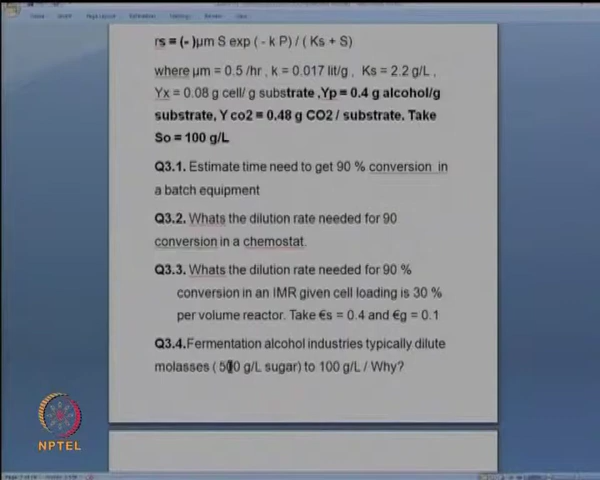 rs = (-)μm S exp ( - k P) / ( Ks + S)
where μm = 0.5 /hr , k = 0.017 lit/g , Ks = 2.2 g/L ,
Yx = 0.08 g cell/ g substrate ,Yp = 0.4 g alcohol/g
substrate, Y co2 = 0.48 g CO2 / substrate. Take
So = 100 g/L
Q3.1. Estimate time need to get 90 % conversion in
a batch equipment
Q3.2. Whats the dilution rate needed for 90
conversion in a chemostat.
Q3.3. Whats the dilution rate needed for 90 %
conversion in an IMR given cell loading is 30 %
per volume reactor. Take €s = 0.4 and €g = 0.1
Q3.4.Fermentation alcohol industries typically dilute
molasses ( 500 g/L sugar) to 100 g/L / Why?
NPTEL